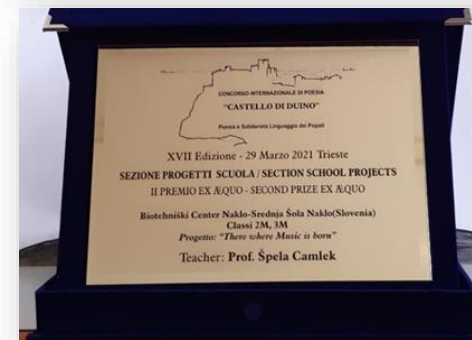 CONCORSO INTERNAZIONALE DI POESIA
"CASTELLO DI DUINO"
Poesia e Solidarietà Linguaggio dei Popoli
XVII Edizione - 29 Marzo 2021 Trieste
SEZIONE PROGETTI SCUOLA / SECTION SCHOOL PROJECTS
II PREMIO EX ÆQUO - SECOND PRIZE EX ÆQUO
Biotehniški Center Naklo-Srednja Šola Naklo(Slovenia)
Classi 2M, 3M
Progetto: "There where Music is born"
Teacher: Prof. Špela Camlek